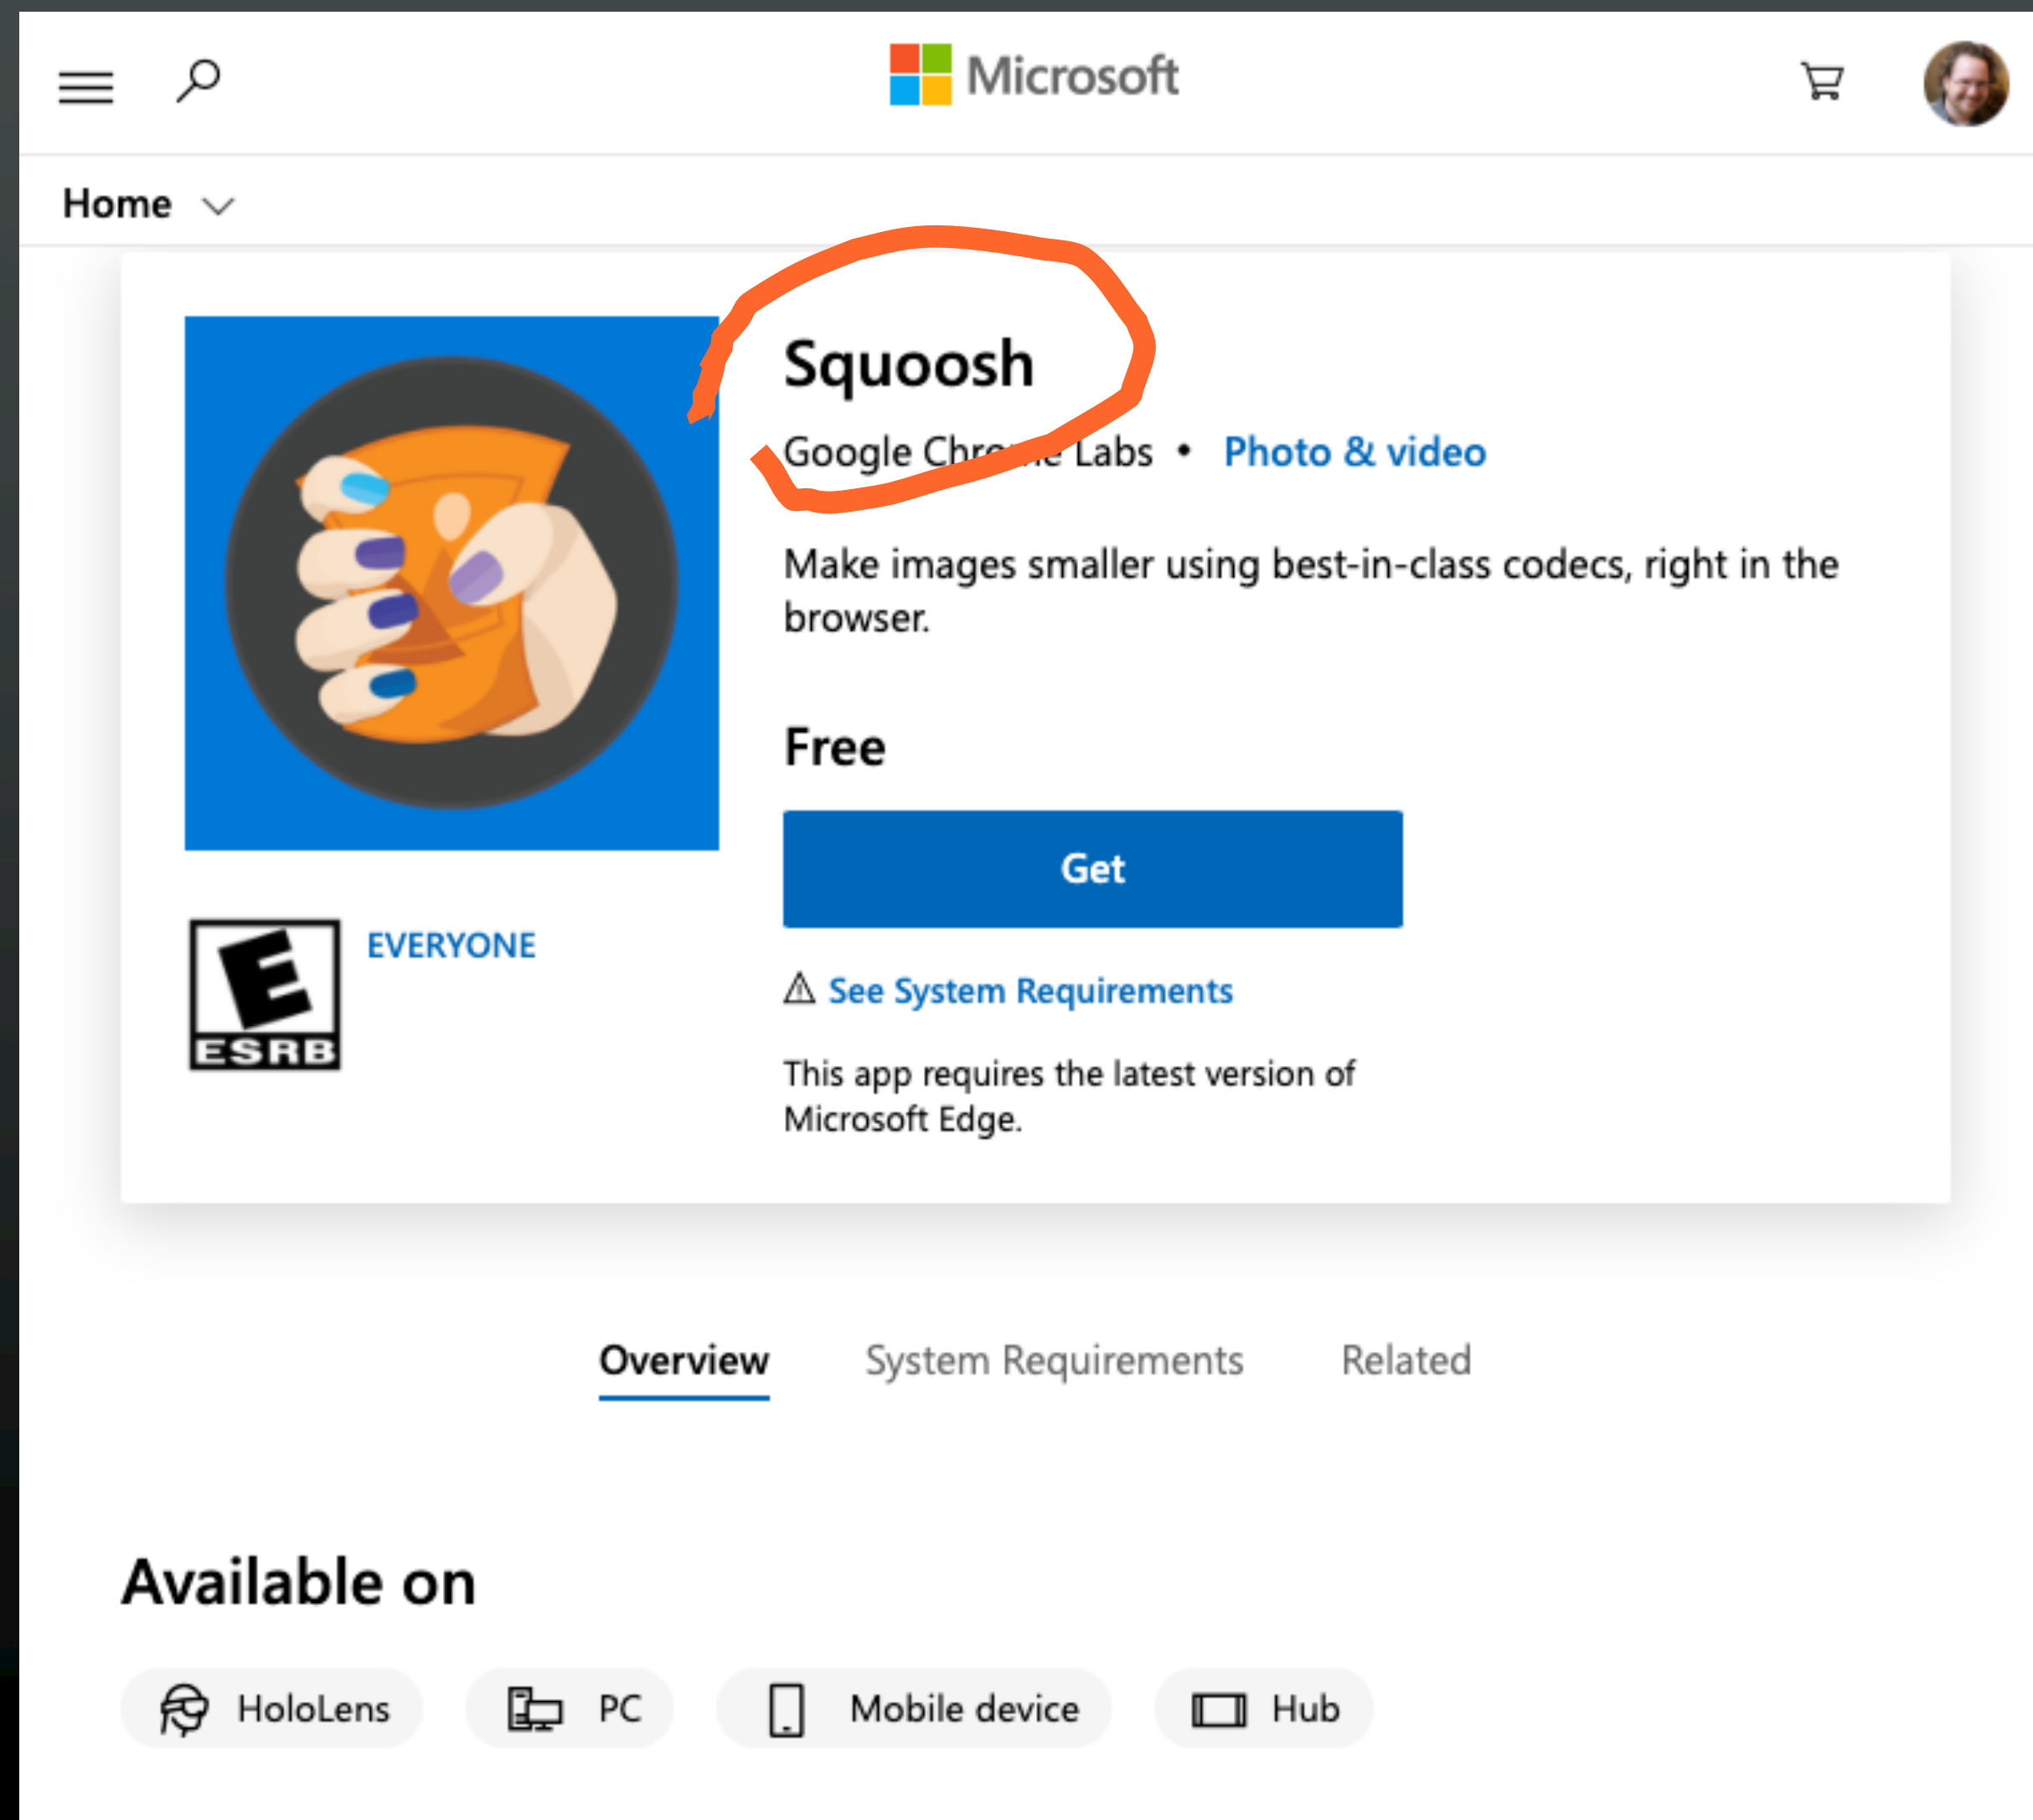 Microsoft
Home
Squoosh
Google Chrome Labs • Photo & video
Make images smaller using best-in-class codecs, right in the
browser.
Free
Get
E
ESRB
EVERYONE
See System Requirements
This app requires the latest version of
Microsoft Edge.
Overview System Requirements Related
Available on
HoloLens PC Mobile device Hub